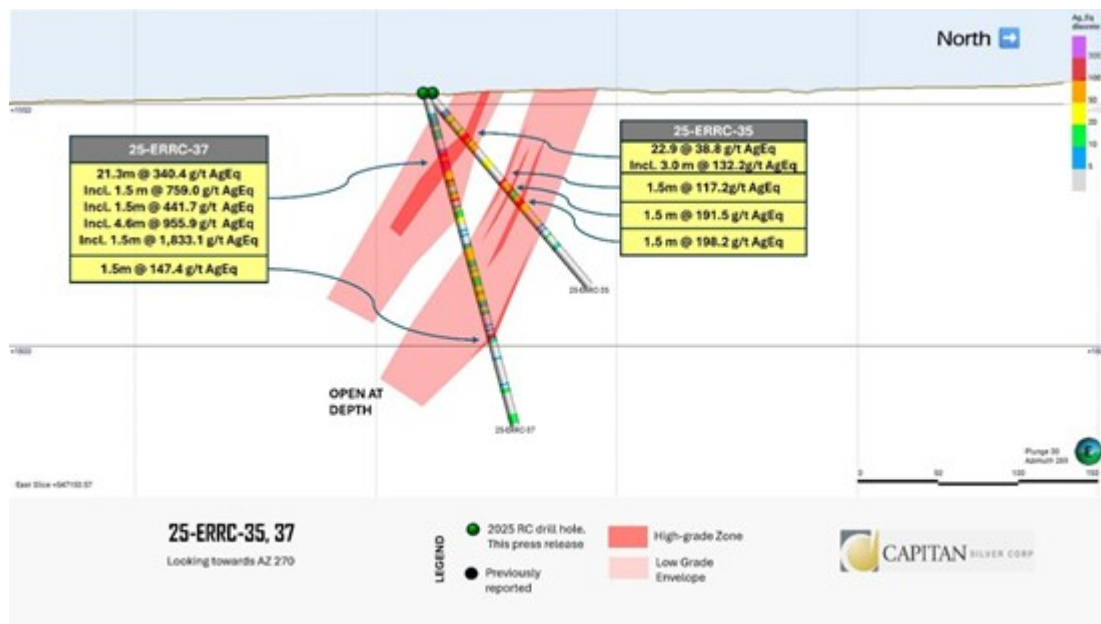 North
Ag_Eq
25-ERRC-37
21.3m @ 340.4 g/t AgEq
Incl. 1.5 m @ 759.0 g/t AgEq
Incl. 1.5m @ 441.7 g/t AgEq
Incl. 4.6m @ 955.9 g/t AgEq
Incl. 1.5m @ 1,833.1 g/t AgEq
1.5m @ 147.4 g/t AgEq
25-ERRC-35
22.9 @ 38.8 g/t AgEq
Incl. 3.0 m @ 132.2g/t AgEq
1.5m @ 117.2g/t AgEq
1.5 m @ 191.5 g/t AgEq
1.5 m @ 198.2 g/t AgEq
25-ERRC-35
OPEN AT
DEPTH
25-ERRC-37
0 50 100 150
25-ERRC-35, 37
Looking towards AZ 270
LEGEND
2025 RC drill hole.
This press release
Previously
reported
High-grade Zone
Low Grade
Envelope
CAPITAN SILVER CORP